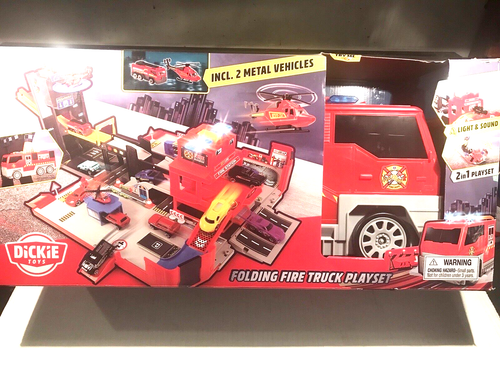 INCL. 2 METAL VEHICLES
LIGHT & SOUND
2in1 PLAYSET
DICKIE
TOYS
FOLDING FIRE TRUCK PLAYSET
WARNING
CHOKING HAZARD-Small parts.
Not for children under 3 years.